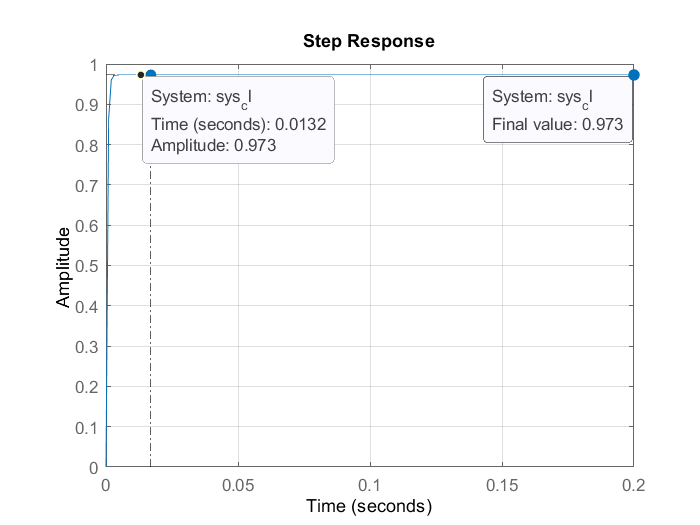 Step Response
System: sys_cl
Time (seconds): 0.0132
Amplitude: 0.973
System: sys_cl
Final value: 0.973
Amplitude
1
0.9
0.8
0.7
0.6
0.5
0.4
0.3
0.2
0.1
0
0
0.05
0.1
0.15
0.2
Time (seconds)